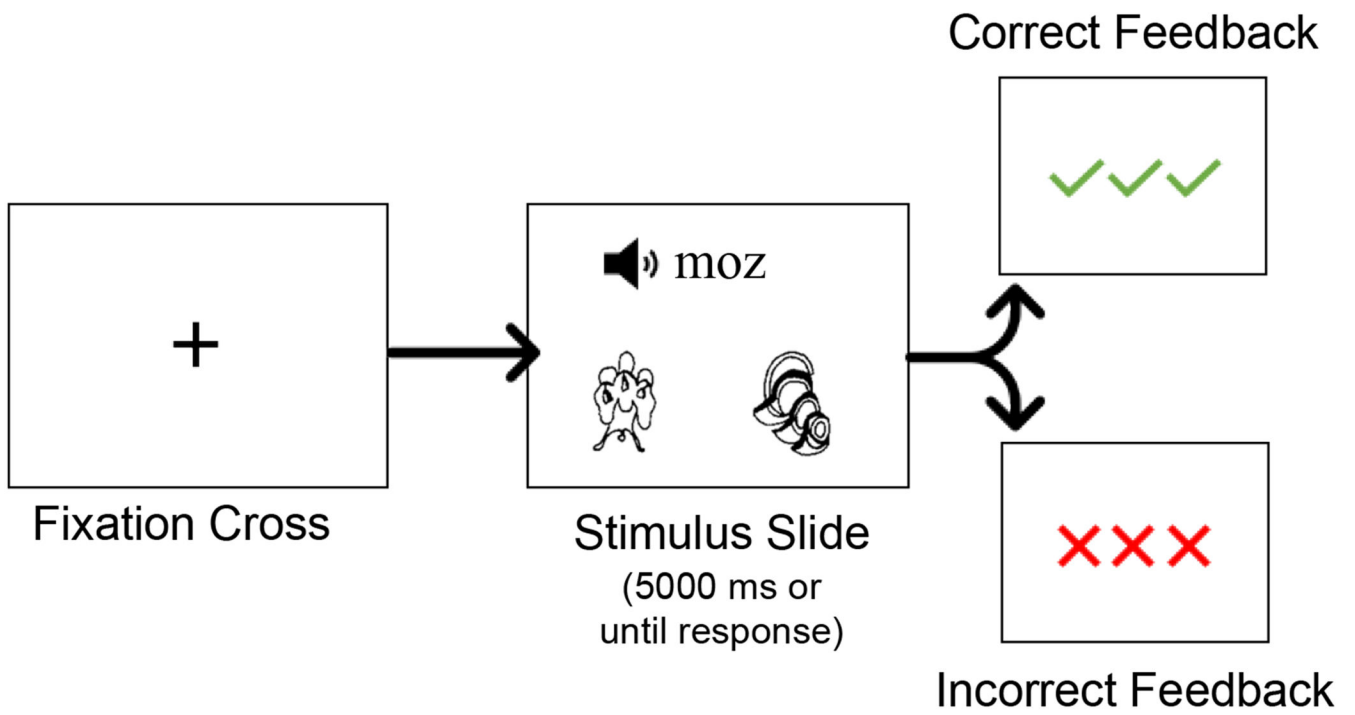 Correct Feedback
moz
Fixation Cross
Stimulus Slide
(5000 ms or
until response)
Incorrect Feedback